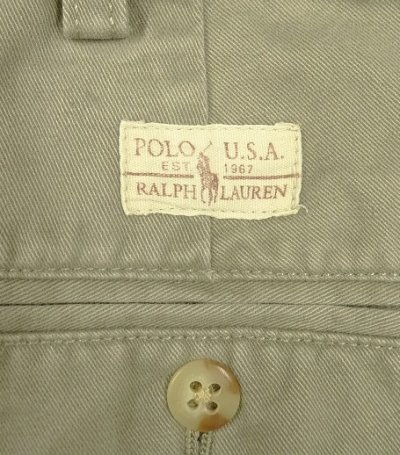 POLO U.S.A.
EST. 1967
RALPH LAUREN